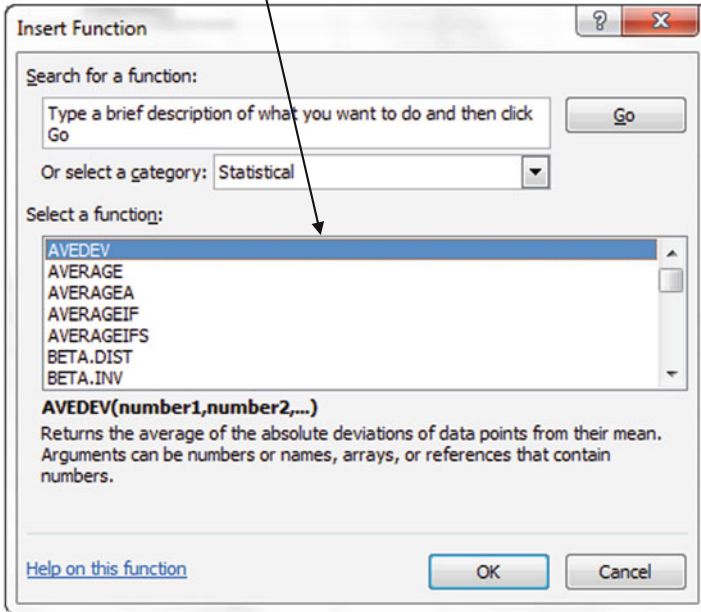 Insert Function
Search for a function:
Type a brief description of what you want to do and then click
Go
Go
Or select a category: Statistical
Select a function:
AVEDEV
AVERAGE
AVERAGEA
AVERAGEIF
AVERAGEIFS
BETA.DIST
BETA.INV
AVEDEV(number1,number2,...)
Returns the average of the absolute deviations of data points from their mean.
Arguments can be numbers or names, arrays, or references that contain
numbers.
Help on this function
OK
Cancel